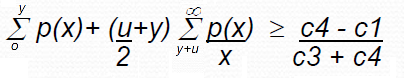 y ∞
Σ p(x)+ (u+y) Σ p(x) ≥ c4 - c1
o 2 y+u x c3 + c4